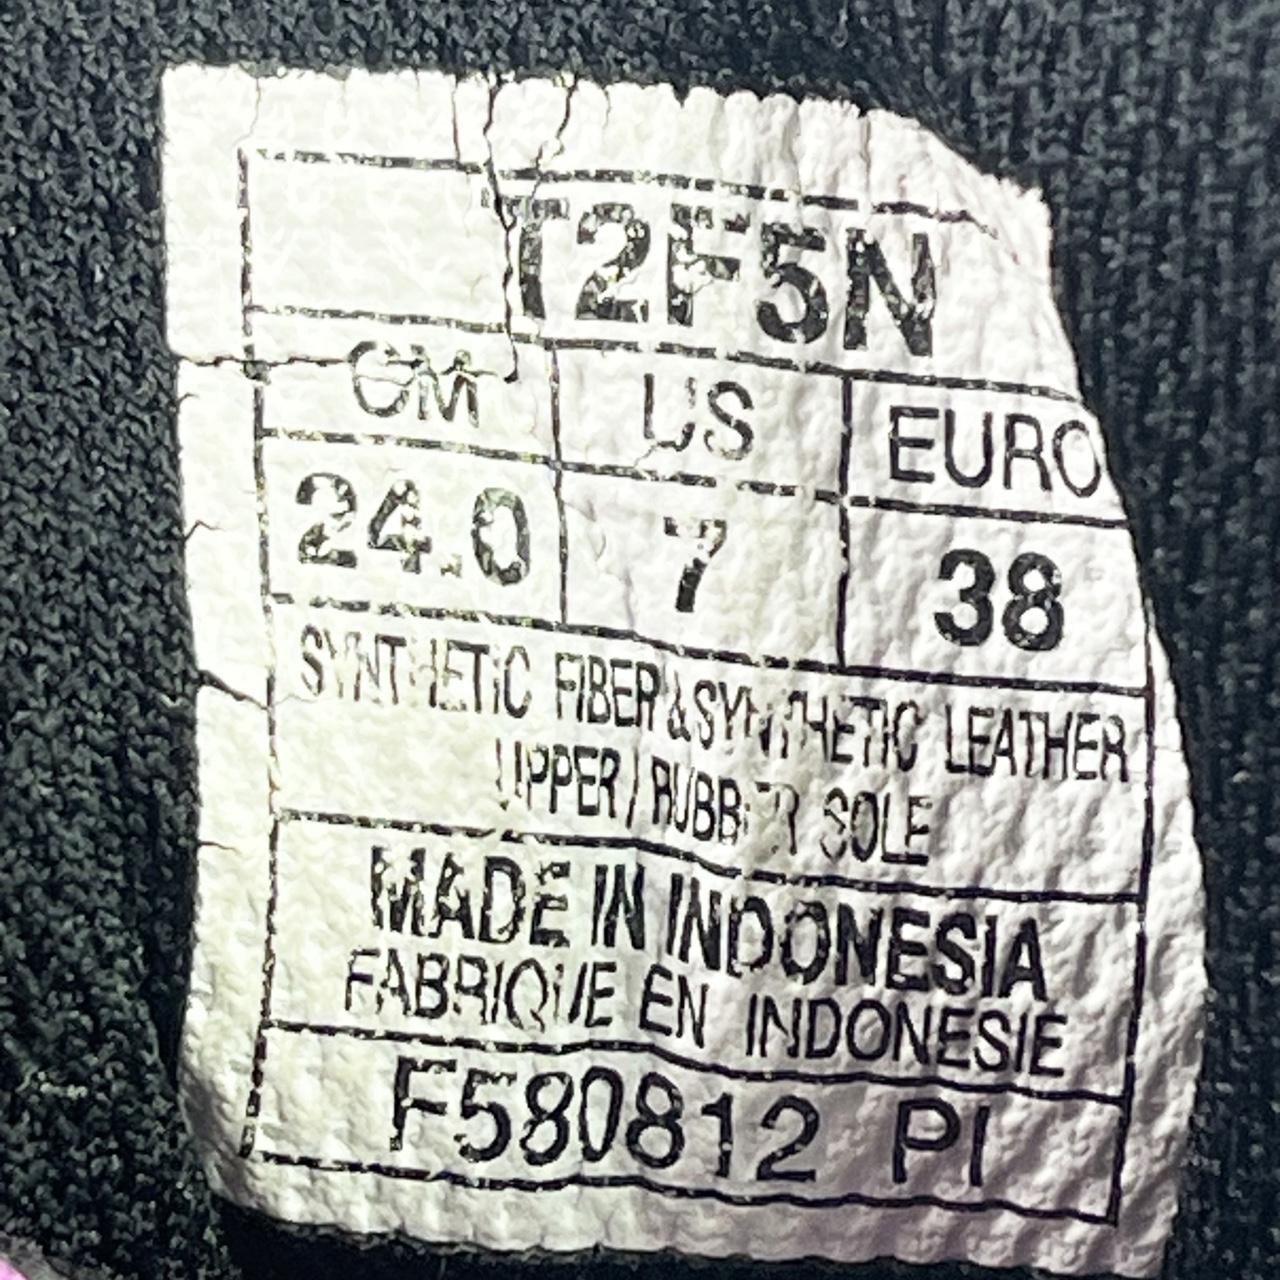 T2F5N
CM US EURO
24.0 7 38
SYNTHETIC FIBER&SYNTHETIC LEATHER
UPPER/RUBBER SOLE
MADE IN INDONESIA
FABRIQUE EN INDONESIE
F580812 PI